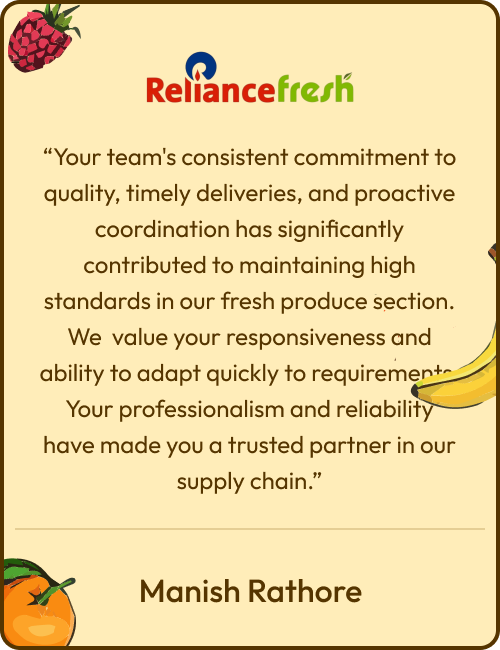 Reliancefresh
“Your team's consistent commitment to
quality, timely deliveries, and proactive
coordination has significantly
contributed to maintaining high
standards in our fresh produce section.
We value your responsiveness and
ability to adapt quickly to requirements.
Your professionalism and reliability
have made you a trusted partner in our
supply chain.”
Manish Rathore